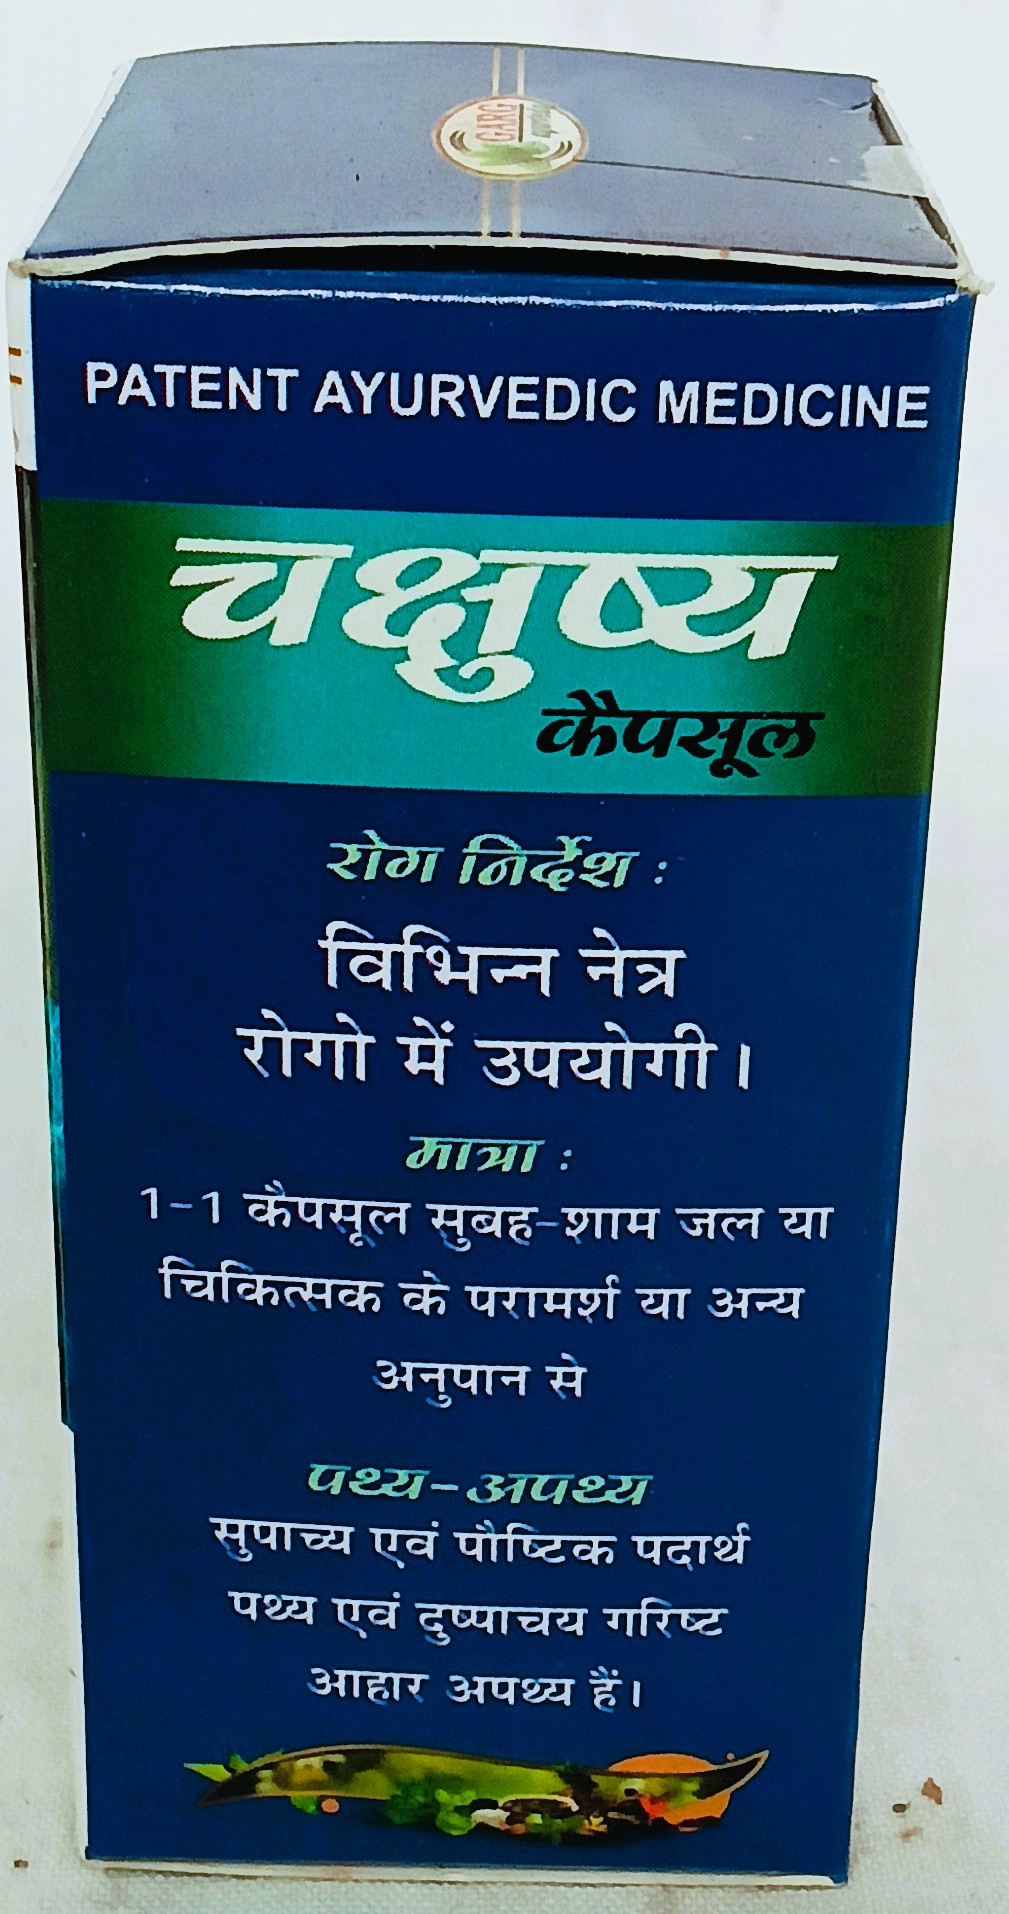 GARG
PATENT AYURVEDIC MEDICINE
चक्षुष्य
कैपसूल
रोग निर्देश :
विभिन्न नेत्र
रोगो में उपयोगी।
मात्रा :
1-1 कैपसूल सुबह-शाम जल या
चिकित्सक के परामर्श या अन्य
अनुपान से
पथ्य-अपथ्य
सुपाच्य एवं पौष्टिक पदार्थ
पथ्य एवं दुष्पाचय गरिष्ट
आहार अपथ्य हैं।